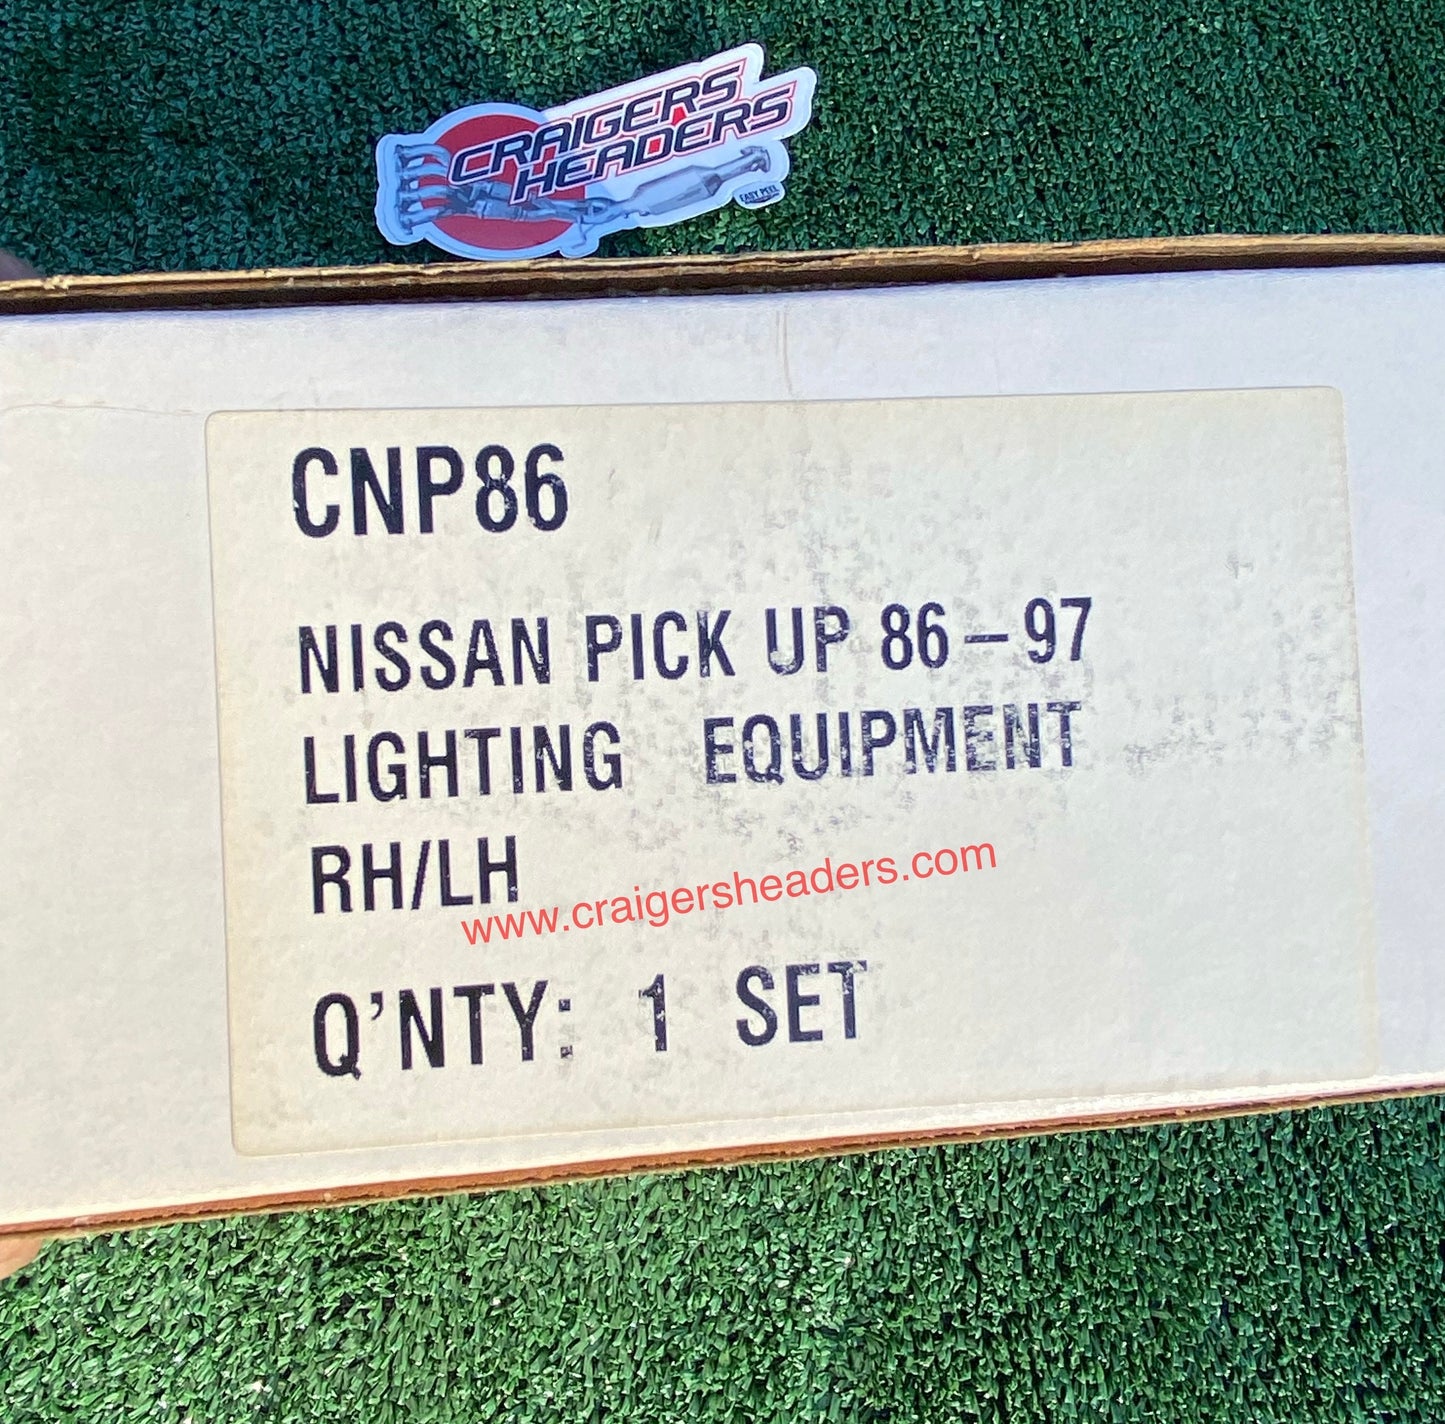 CRAIGERS
HEADERS
EASY PEEL
CNP86
NISSAN PICK UP 86–97
LIGHTING EQUIPMENT
RH/LH
www.craigersheaders.com
Q'NTY: 1 SET